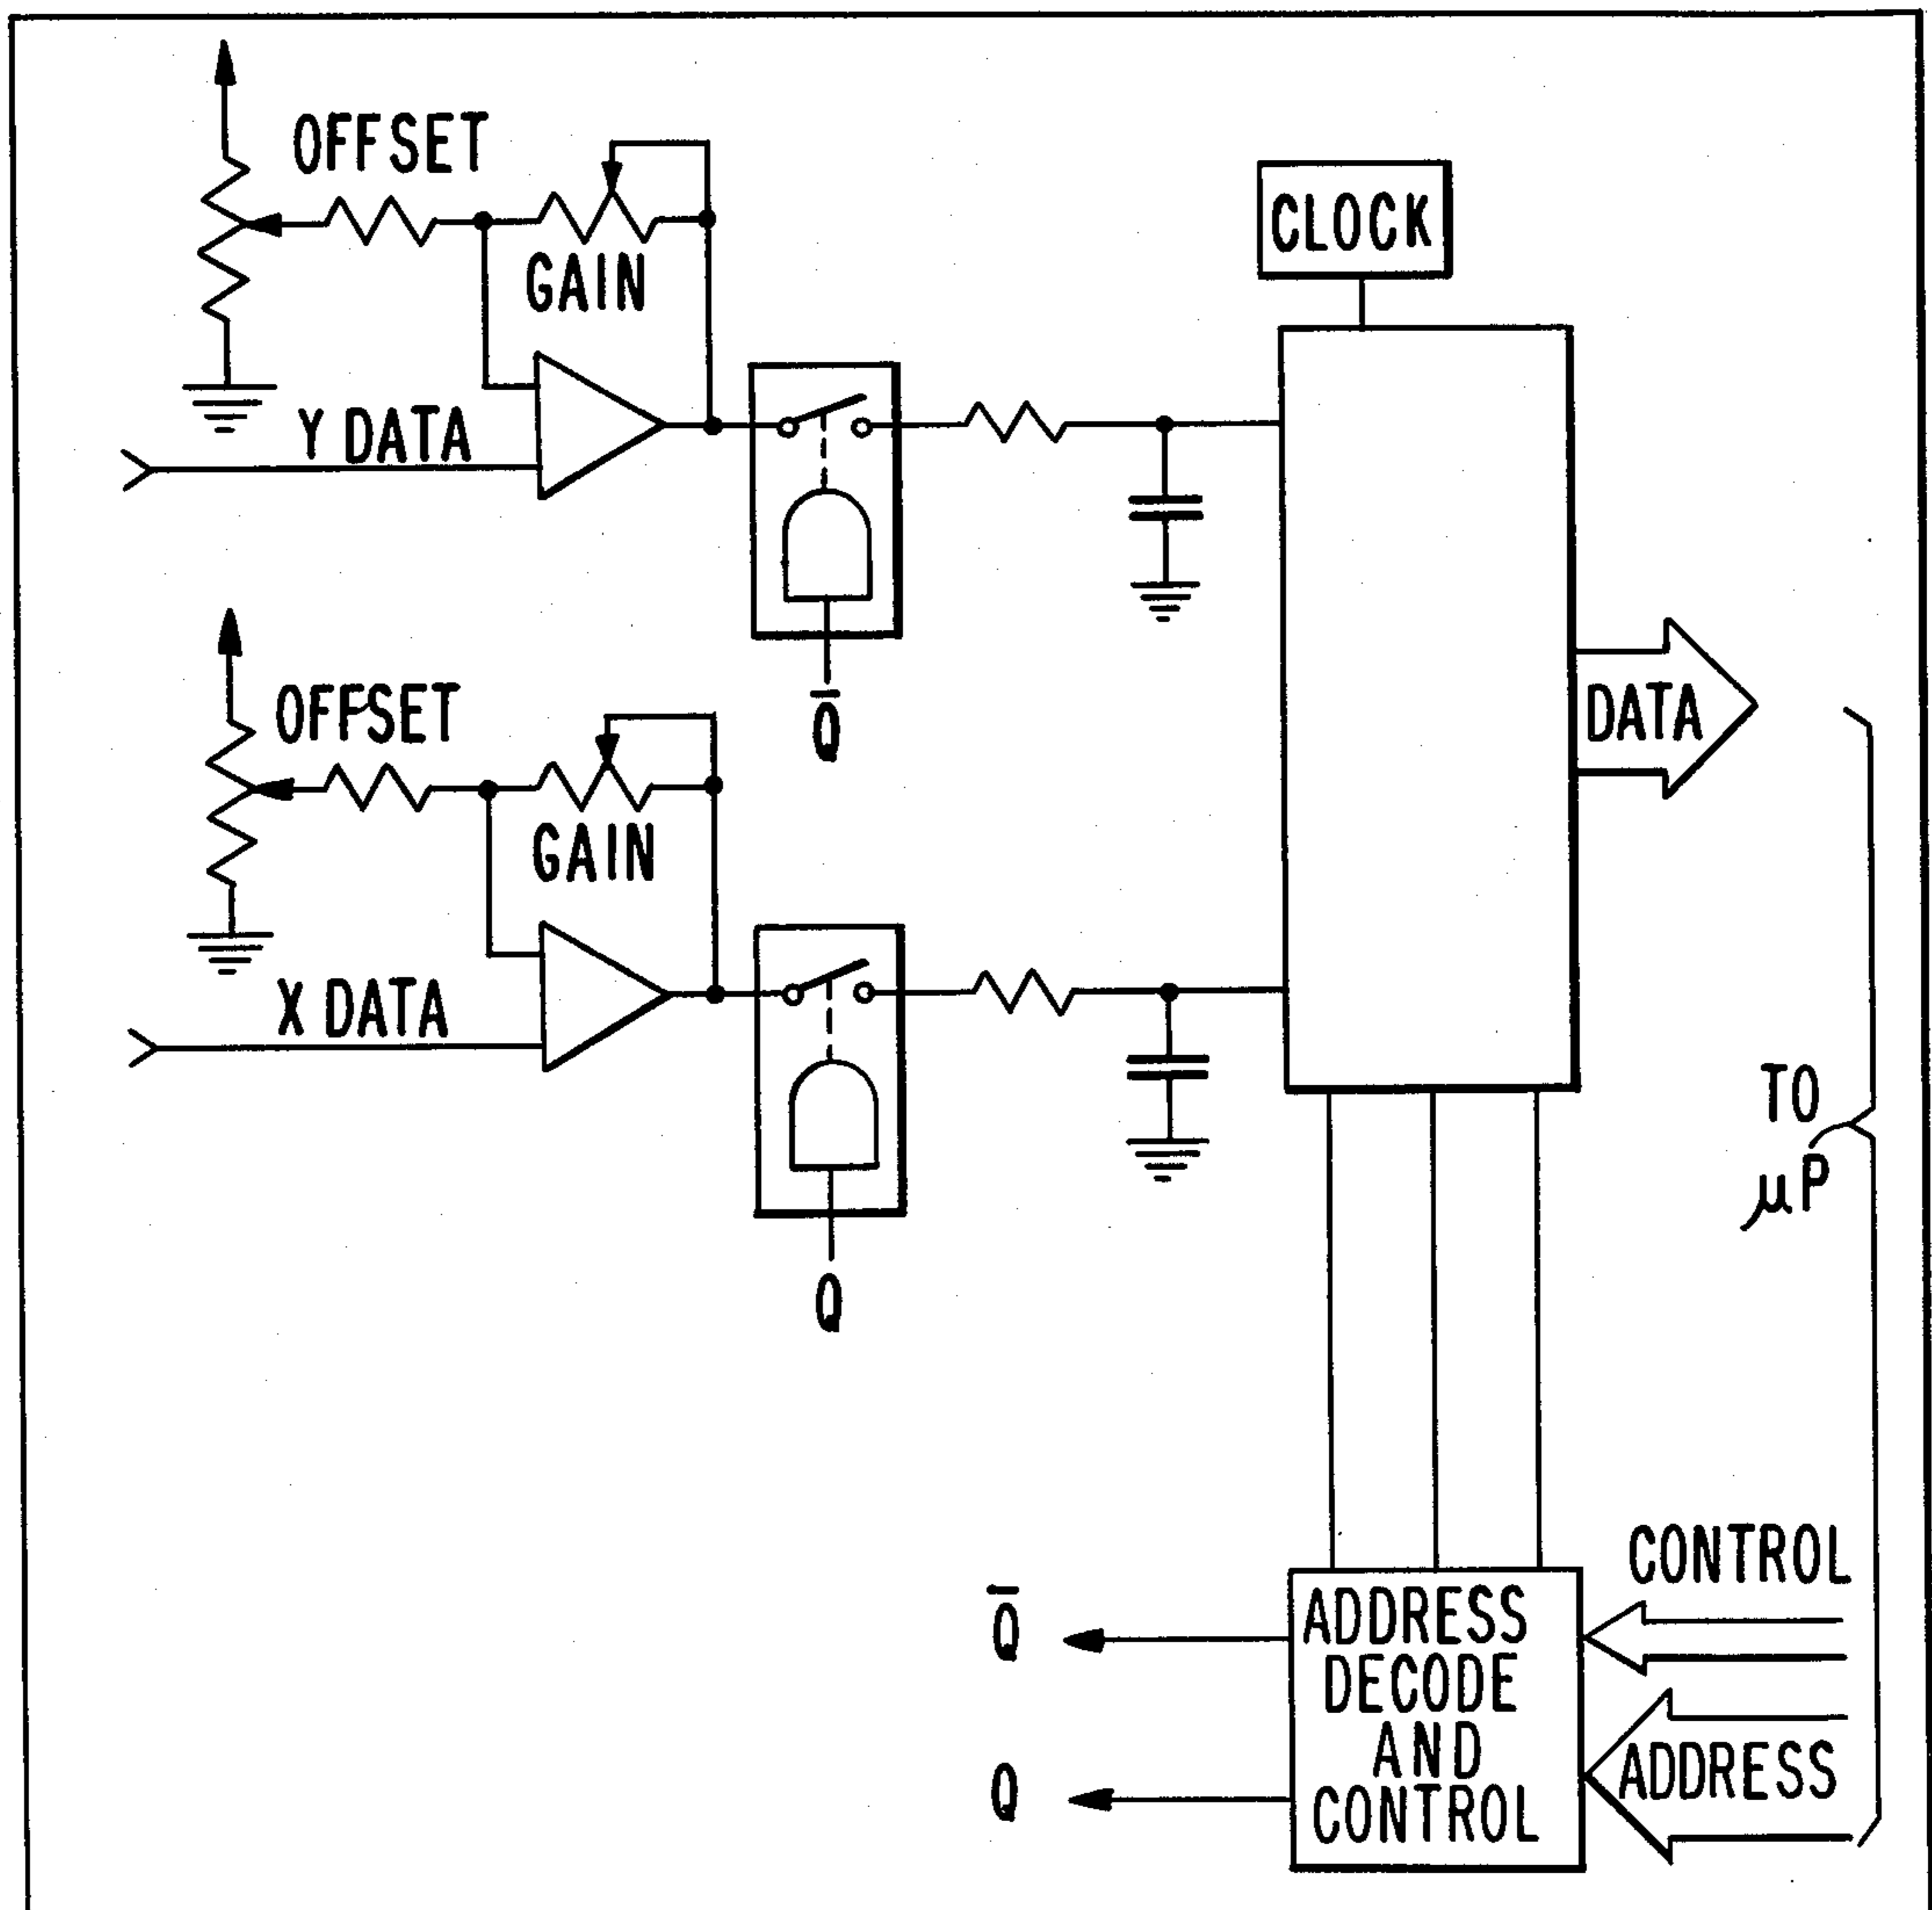 OFFSET
GAIN
CLOCK
Y DATA
Q̅
DATA
OFFSET
GAIN
X DATA
Q
TO
µP
CONTROL
Q̅
ADDRESS
DECODE
AND
CONTROL
Q
ADDRESS